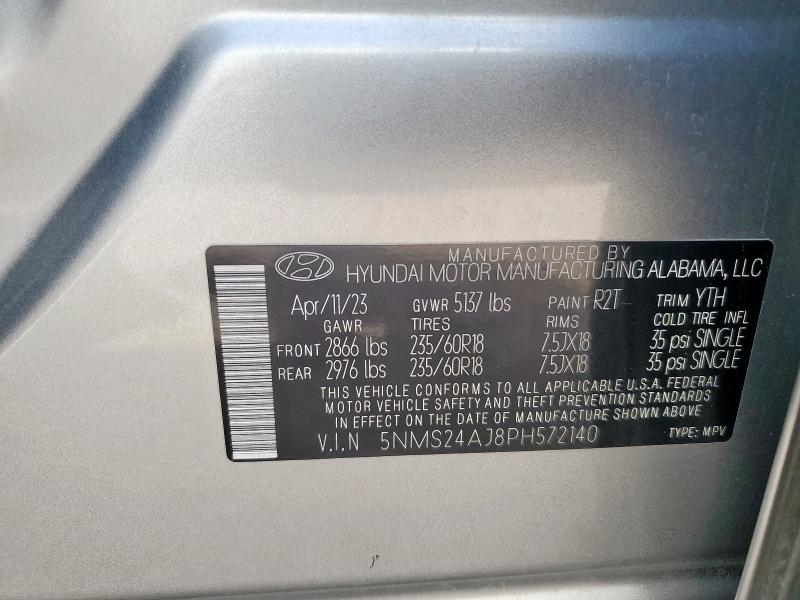 MANUFACTURED BY
HYUNDAI MOTOR MANUFACTURING ALABAMA, LLC
Apr/11/23 GVWR 5137 lbs PAINT R2T TRIM YTH
GAWR TIRES RIMS COLD TIRE INFL
FRONT 2866 lbs 235/60R18 7.5JX18 35 psi SINGLE
REAR 2976 lbs 235/60R18 7.5JX18 35 psi SINGLE
THIS VEHICLE CONFORMS TO ALL APPLICABLE U.S.A. FEDERAL
MOTOR VEHICLE SAFETY AND THEFT PREVENTION STANDARDS
IN EFFECT ON THE DATE OF MANUFACTURE SHOWN ABOVE
V.I.N 5NMS24AJ8PH572140 TYPE: MPV